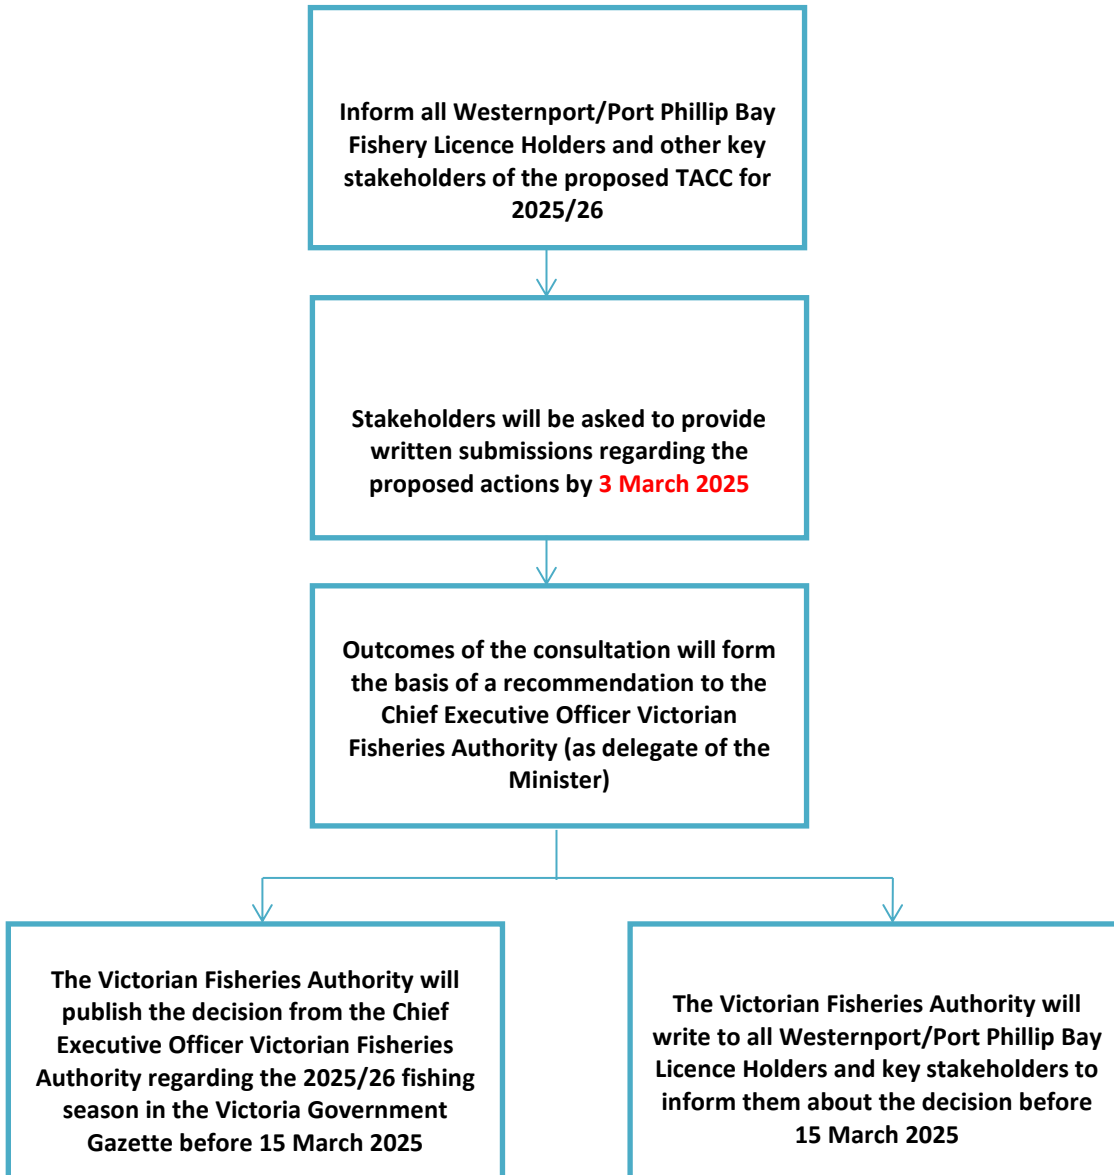 Inform all Westernport/Port Phillip Bay
Fishery Licence Holders and other key
stakeholders of the proposed TACC for
2025/26
Stakeholders will be asked to provide
written submissions regarding the
proposed actions by 3 March 2025
Outcomes of the consultation will form
the basis of a recommendation to the
Chief Executive Officer Victorian
Fisheries Authority (as delegate of the
Minister)
The Victorian Fisheries Authority will
publish the decision from the Chief
Executive Officer Victorian Fisheries
Authority regarding the 2025/26 fishing
season in the Victoria Government
Gazette before 15 March 2025
The Victorian Fisheries Authority will
write to all Westernport/Port Phillip Bay
Licence Holders and key stakeholders to
inform them about the decision before
15 March 2025